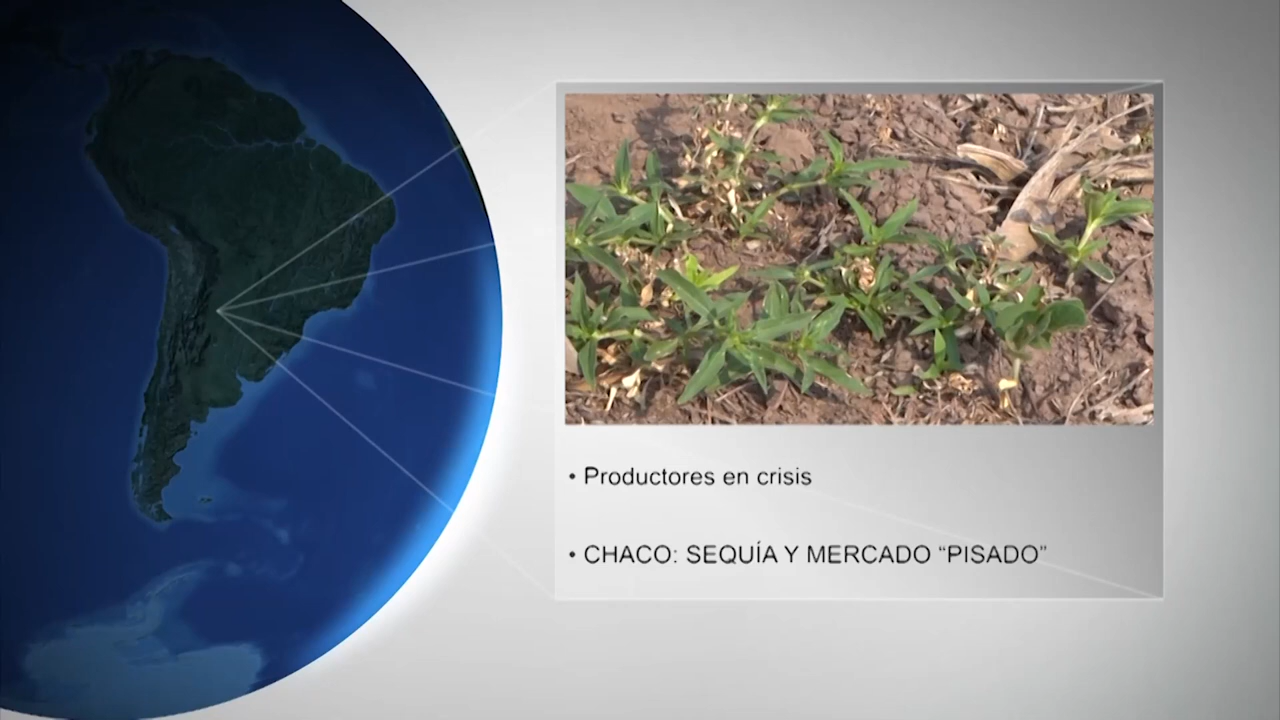 • Productores en crisis
• CHACO: SEQUÍA Y MERCADO “PISADO”